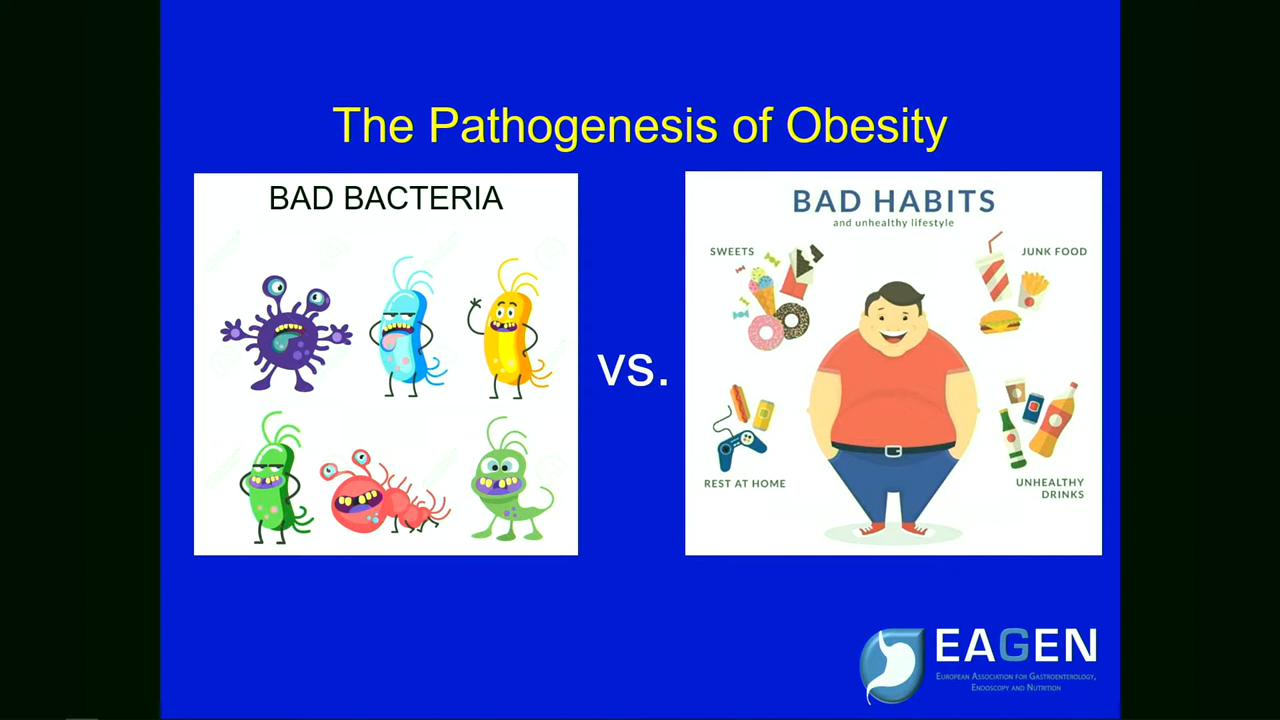 The Pathogenesis of Obesity
BAD BACTERIA
vs.
BAD HABITS
and unhealthy lifestyle
SWEETS
JUNK FOOD
REST AT HOME
UNHEALTHY
DRINKS
EAGEN
EUROPEAN ASSOCIATION FOR GASTROENTEROLOGY,
ENDOSCOPY AND NUTRITION